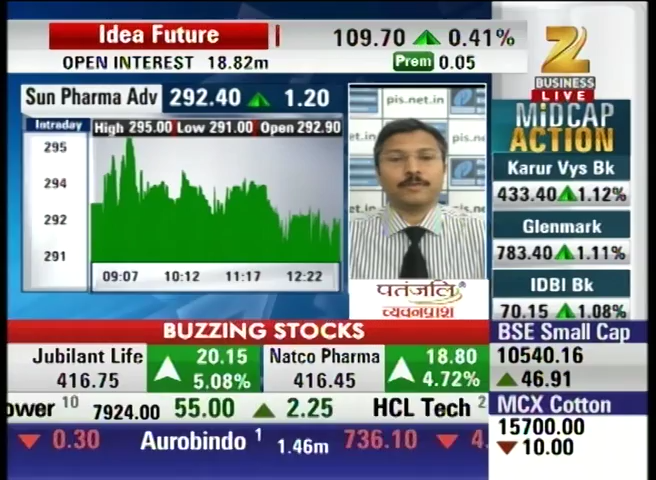 Idea Future
109.70 0.41%
OPEN INTEREST 18.82m
Prem 0.05
Z
BUSINESS
LIVE
Sun Pharma Adv 292.40 1.20
Intraday High 295.00 Low 291.00 Open 292.90
295
294
292
291
09:07 10:12 11:17 12:22
pis.net.in
पतंजलि®
च्यवनप्राश
MiDCAP
ACTION
Karur Vys Bk
433.40 1.12%
Glenmark
783.40 1.11%
IDBI Bk
70.15 1.08%
BUZZING STOCKS
Jubilant Life 20.15
416.75 5.08%
Natco Pharma 18.80
416.45 4.72%
BSE Small Cap
10540.16
46.91
MCX Cotton
15700.00
10.00
ower 10 7924.00 55.00 2.25 HCL Tech 2
0.30 Aurobindo 1 1.46m 736.10 4.